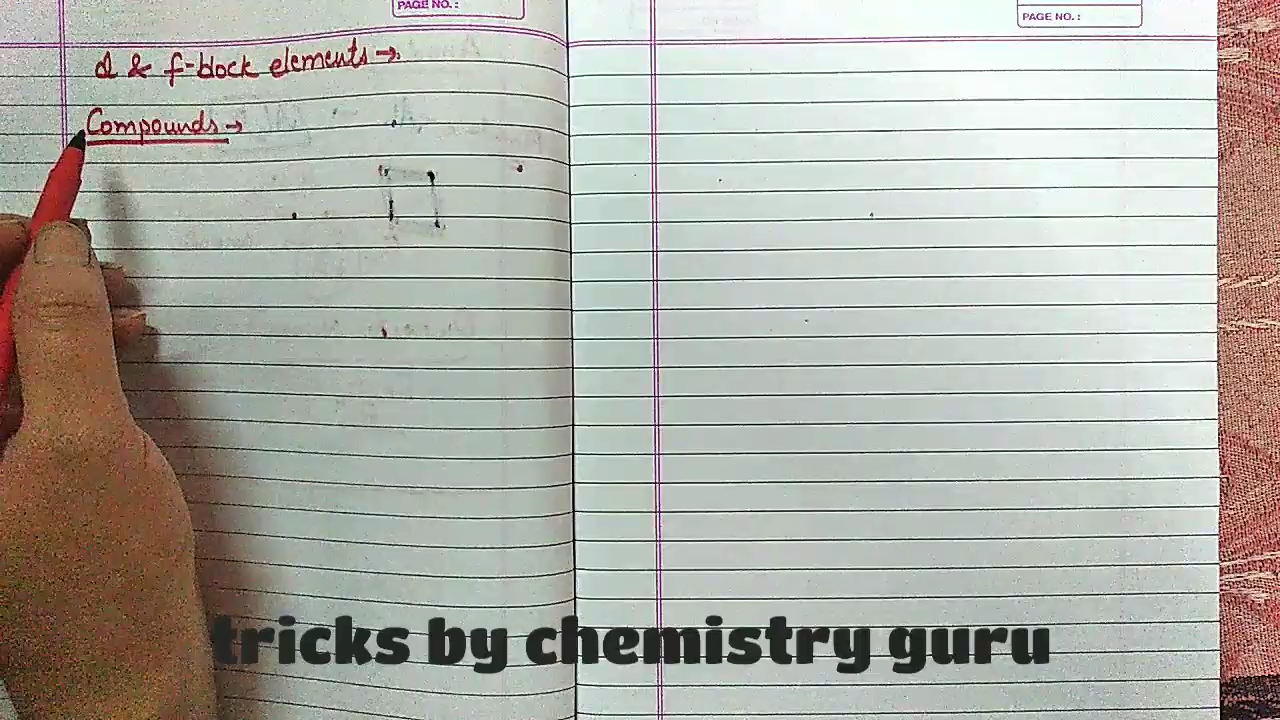 PAGE NO. :
PAGE NO. :
d & f-block elements →
Compounds →
tricks by chemistry guru